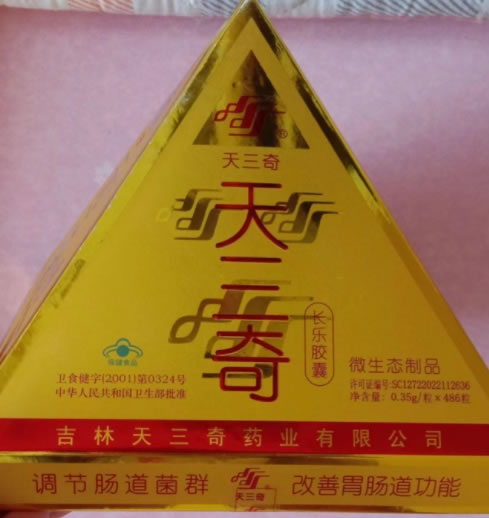 天三奇
天三奇
长乐胶囊
保健食品
卫食健字(2001)第0324号
中华人民共和国卫生部批准
微生态制品
许可证编号:SC12722022112636
净含量: 0.35g/粒×486粒
吉林天三奇药业有限公司
调节肠道菌群 天三奇 改善胃肠道功能